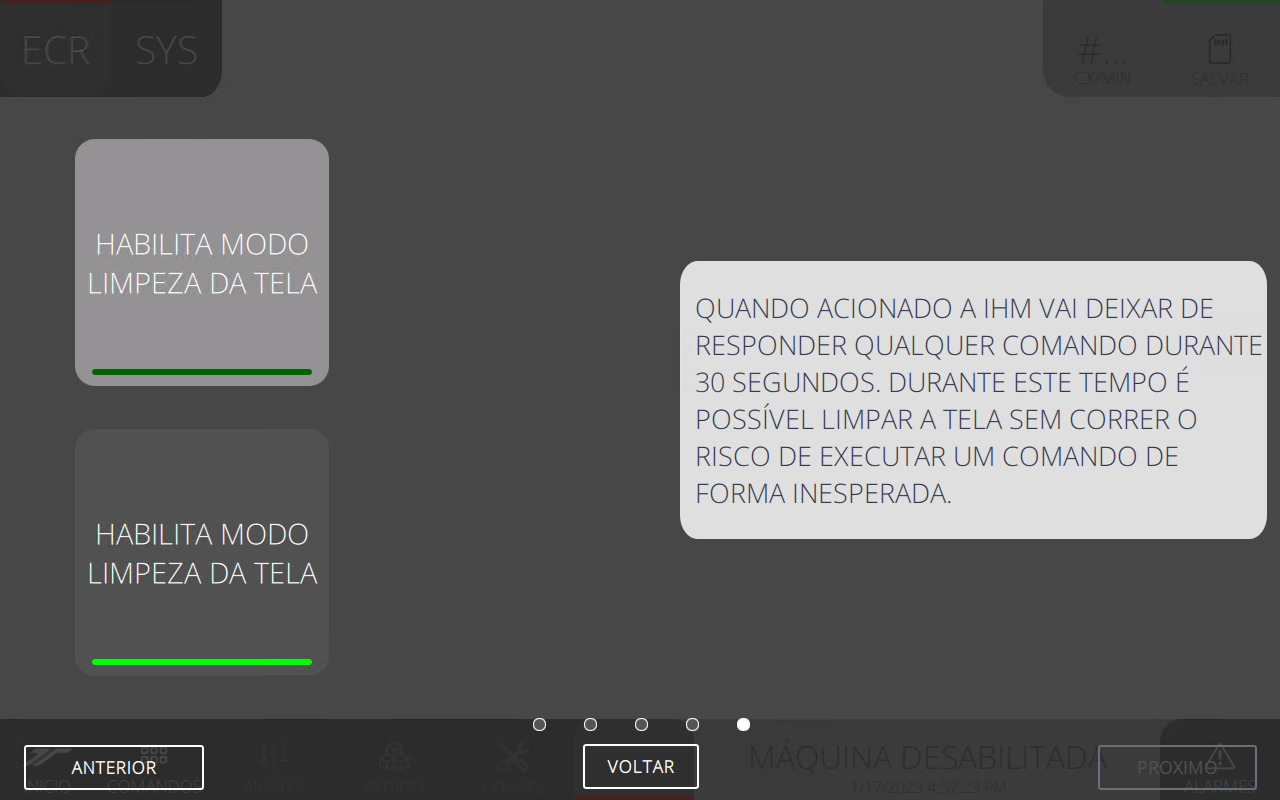 ECR SYS
#...
CX/MIN
SALVAR
HABILITA MODO
LIMPEZA DA TELA
QUANDO ACIONADO A IHM VAI DEIXAR DE
RESPONDER QUALQUER COMANDO DURANTE
30 SEGUNDOS. DURANTE ESTE TEMPO É
POSSÍVEL LIMPAR A TELA SEM CORRER O
RISCO DE EXECUTAR UM COMANDO DE
FORMA INESPERADA.
HABILITA MODO
LIMPEZA DA TELA
ANTERIOR
VOLTAR
MÁQUINA DESABILITADA
PROXIMO
INICIO
COMANDOS
AJUSTES
PEDIDO
CONFIG
1/17/2023 4:57:23 PM
ALARMES